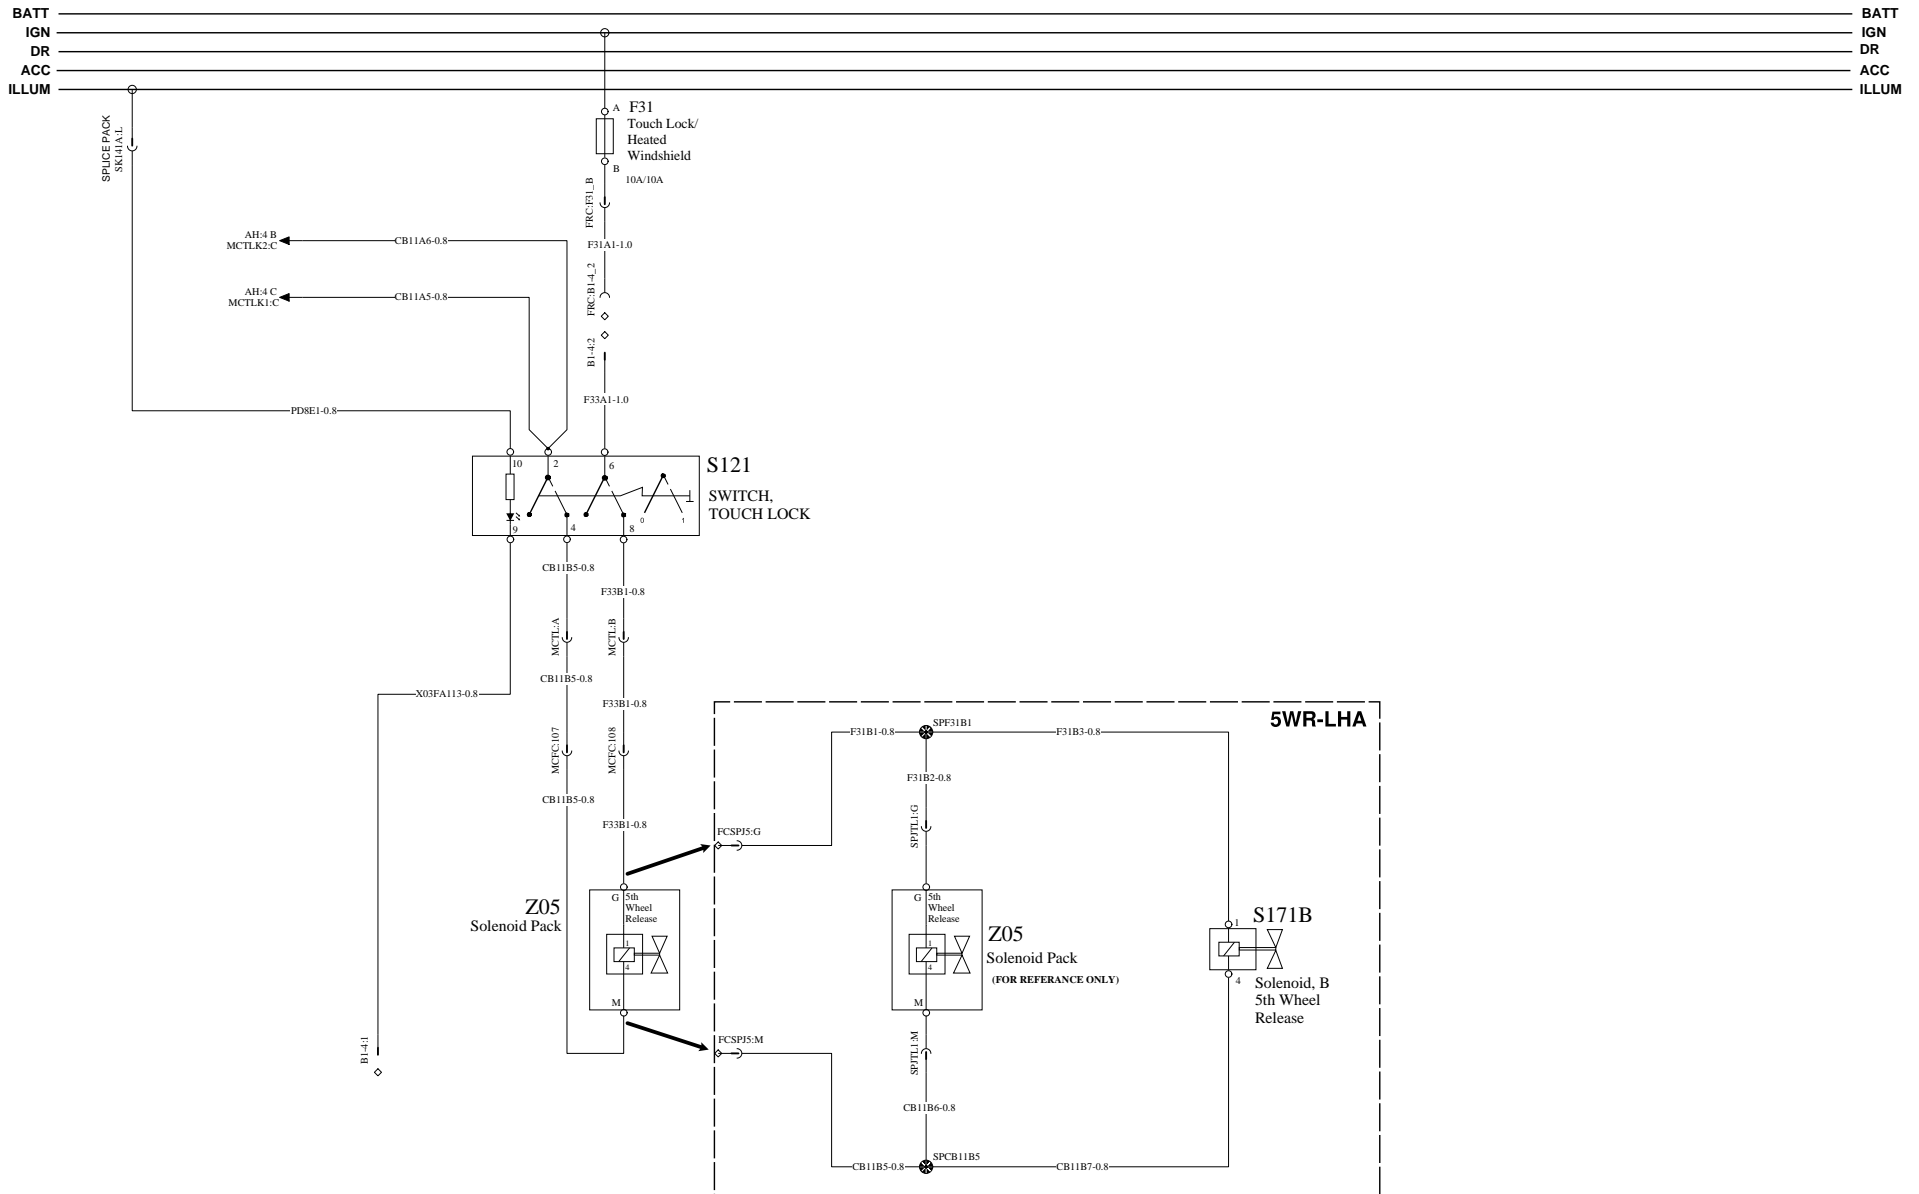 BATT
BATT
IGN
IGN
DR
DR
ACC
ACC
ILLUM
ILLUM
SPLICE PACK
SK141A:L
A
F31
Touch Lock/
Heated
Windshield
B
10A/10A
FRC:F31_B
AH:4 B
MCTLK2:C
CB11A6-0.8
F31A1-1.0
AH:4 C
MCTLK1:C
CB11A5-0.8
FRC:B1-4_2
B1-4:2
PD8E1-0.8
F33A1-1.0
10
2
6
S121
SWITCH,
TOUCH LOCK
0
1
9
4
8
CB11B5-0.8
F33B1-0.8
MCTL:A
MCTL:B
CB11B5-0.8
X03FA113-0.8
F33B1-0.8
5WR-LHA
MCFC:107
MCFC:108
F31B1-0.8
SPF31B1
F31B3-0.8
F31B2-0.8
CB11B5-0.8
F33B1-0.8
FCSPJ5:G
SPJTL1:G
Z05
Solenoid Pack
G
5th
Wheel
Release
1
4
M
G
5th
Wheel
Release
1
4
M
Z05
Solenoid Pack
(FOR REFERANCE ONLY)
1
S171B
4
Solenoid, B
5th Wheel
Release
B1-4:1
FCSPJ5:M
SPJTL1:M
CB11B6-0.8
CB11B5-0.8
SPCB11B5
CB11B7-0.8